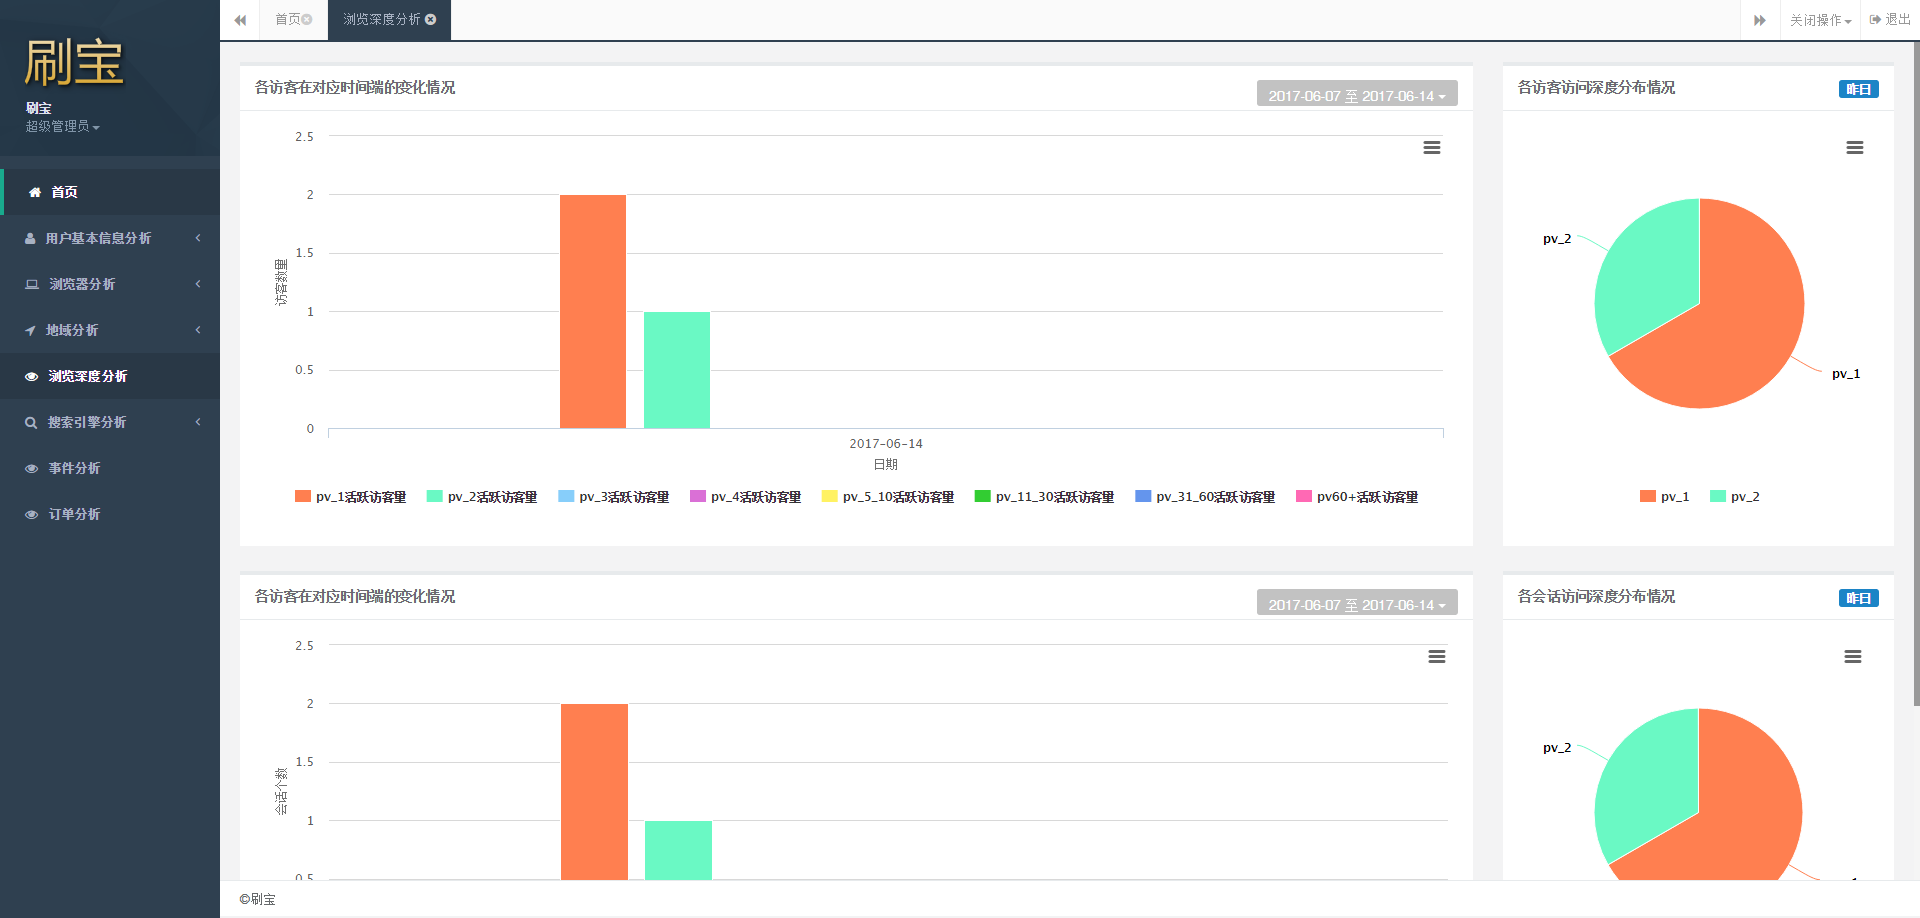 刷宝
刷宝
超级管理员
首页
用户基本信息分析
浏览器分析
地域分析
浏览深度分析
搜索引擎分析
事件分析
订单分析
首页
浏览深度分析
关闭操作
退出
各访客在对应时间端的变化情况
2017-06-07 至 2017-06-14
2.5
2
1.5
1
0.5
0
访客数量
2017-06-14
日期
pv_1活跃访客量 pv_2活跃访客量 pv_3活跃访客量 pv_4活跃访客量 pv_5_10活跃访客量 pv_11_30活跃访客量 pv_31_60活跃访客量 pv60+活跃访客量
各访客访问深度分布情况
昨日
pv_2
pv_1
pv_1 pv_2
各访客在对应时间端的变化情况
2017-06-07 至 2017-06-14
2.5
2
1.5
1
0.5
会话个数
各会话访问深度分布情况
昨日
pv_2
©刷宝